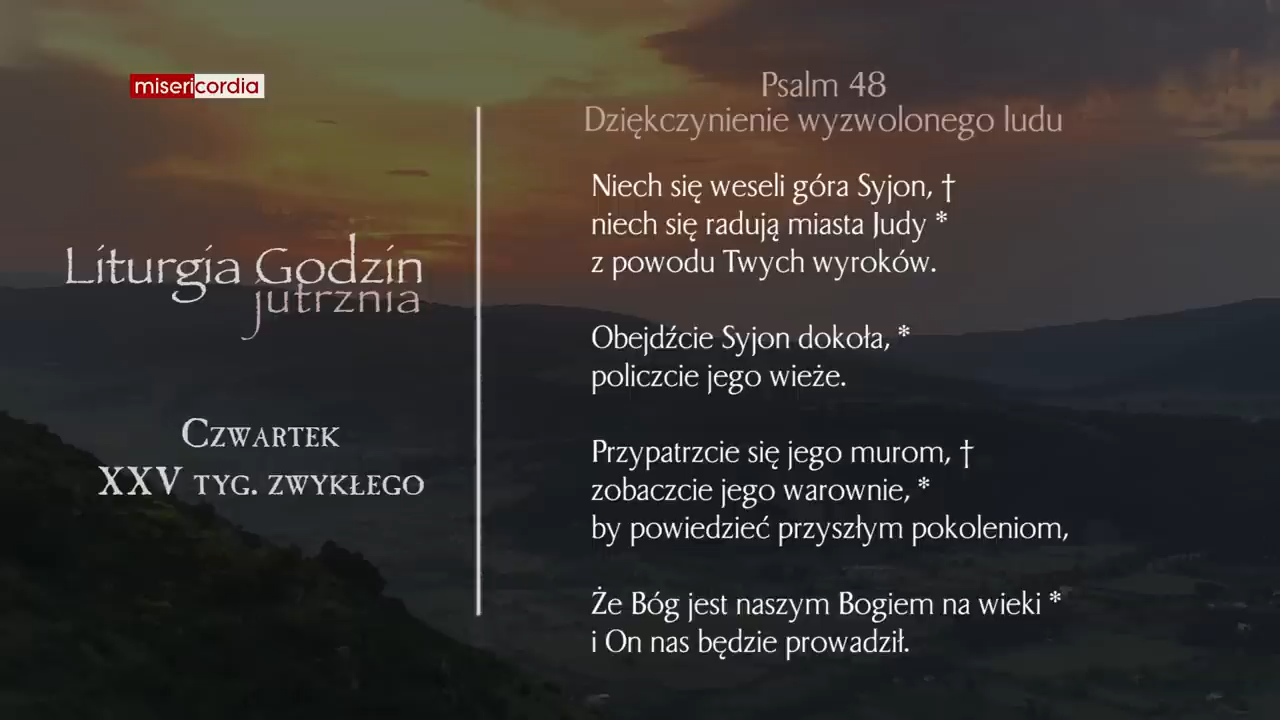 misericordia
Liturgia Godzin
jutrznia
Czwartek
XXV tyg. zwykłego
Psalm 48
Dziękczynienie wyzwolonego ludu
Niech się weseli góra Syjon, †
niech się radują miasta Judy *
z powodu Twych wyroków.
Obejdźcie Syjon dokoła, *
policzcie jego wieże.
Przypatrzcie się jego murom, †
zobaczcie jego warownie, *
by powiedzieć przyszłym pokoleniom,
Że Bóg jest naszym Bogiem na wieki *
i On nas będzie prowadził.